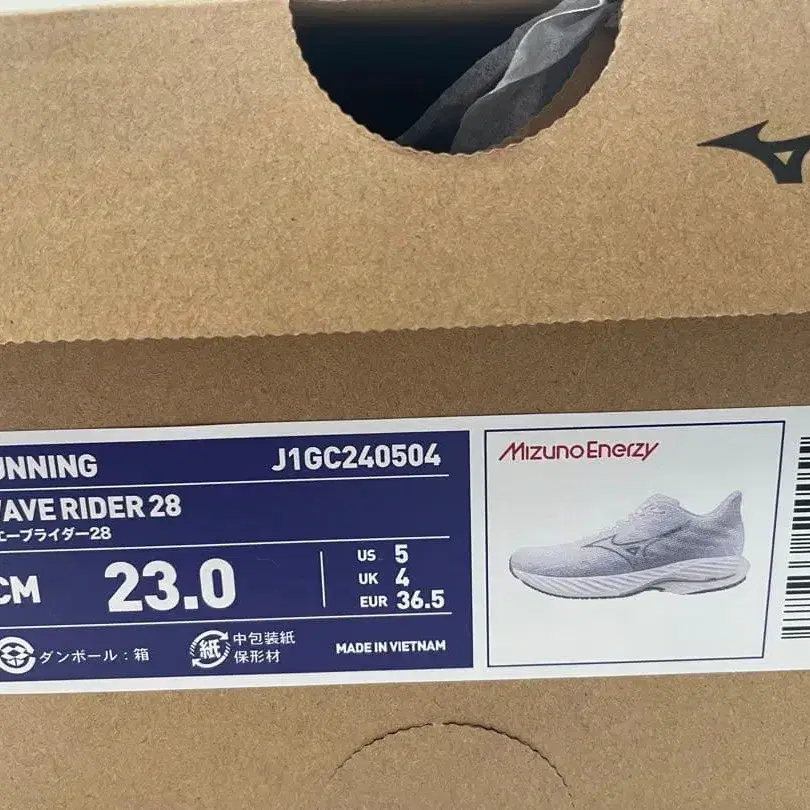 UNNING J1GC240504
WAVE RIDER 28
エーブライダー28
CM 23.0
US 5
UK 4
EUR 36.5
ダンボール：箱
紙 中包装紙
保形材
MADE IN VIETNAM
MizunoEnerzy